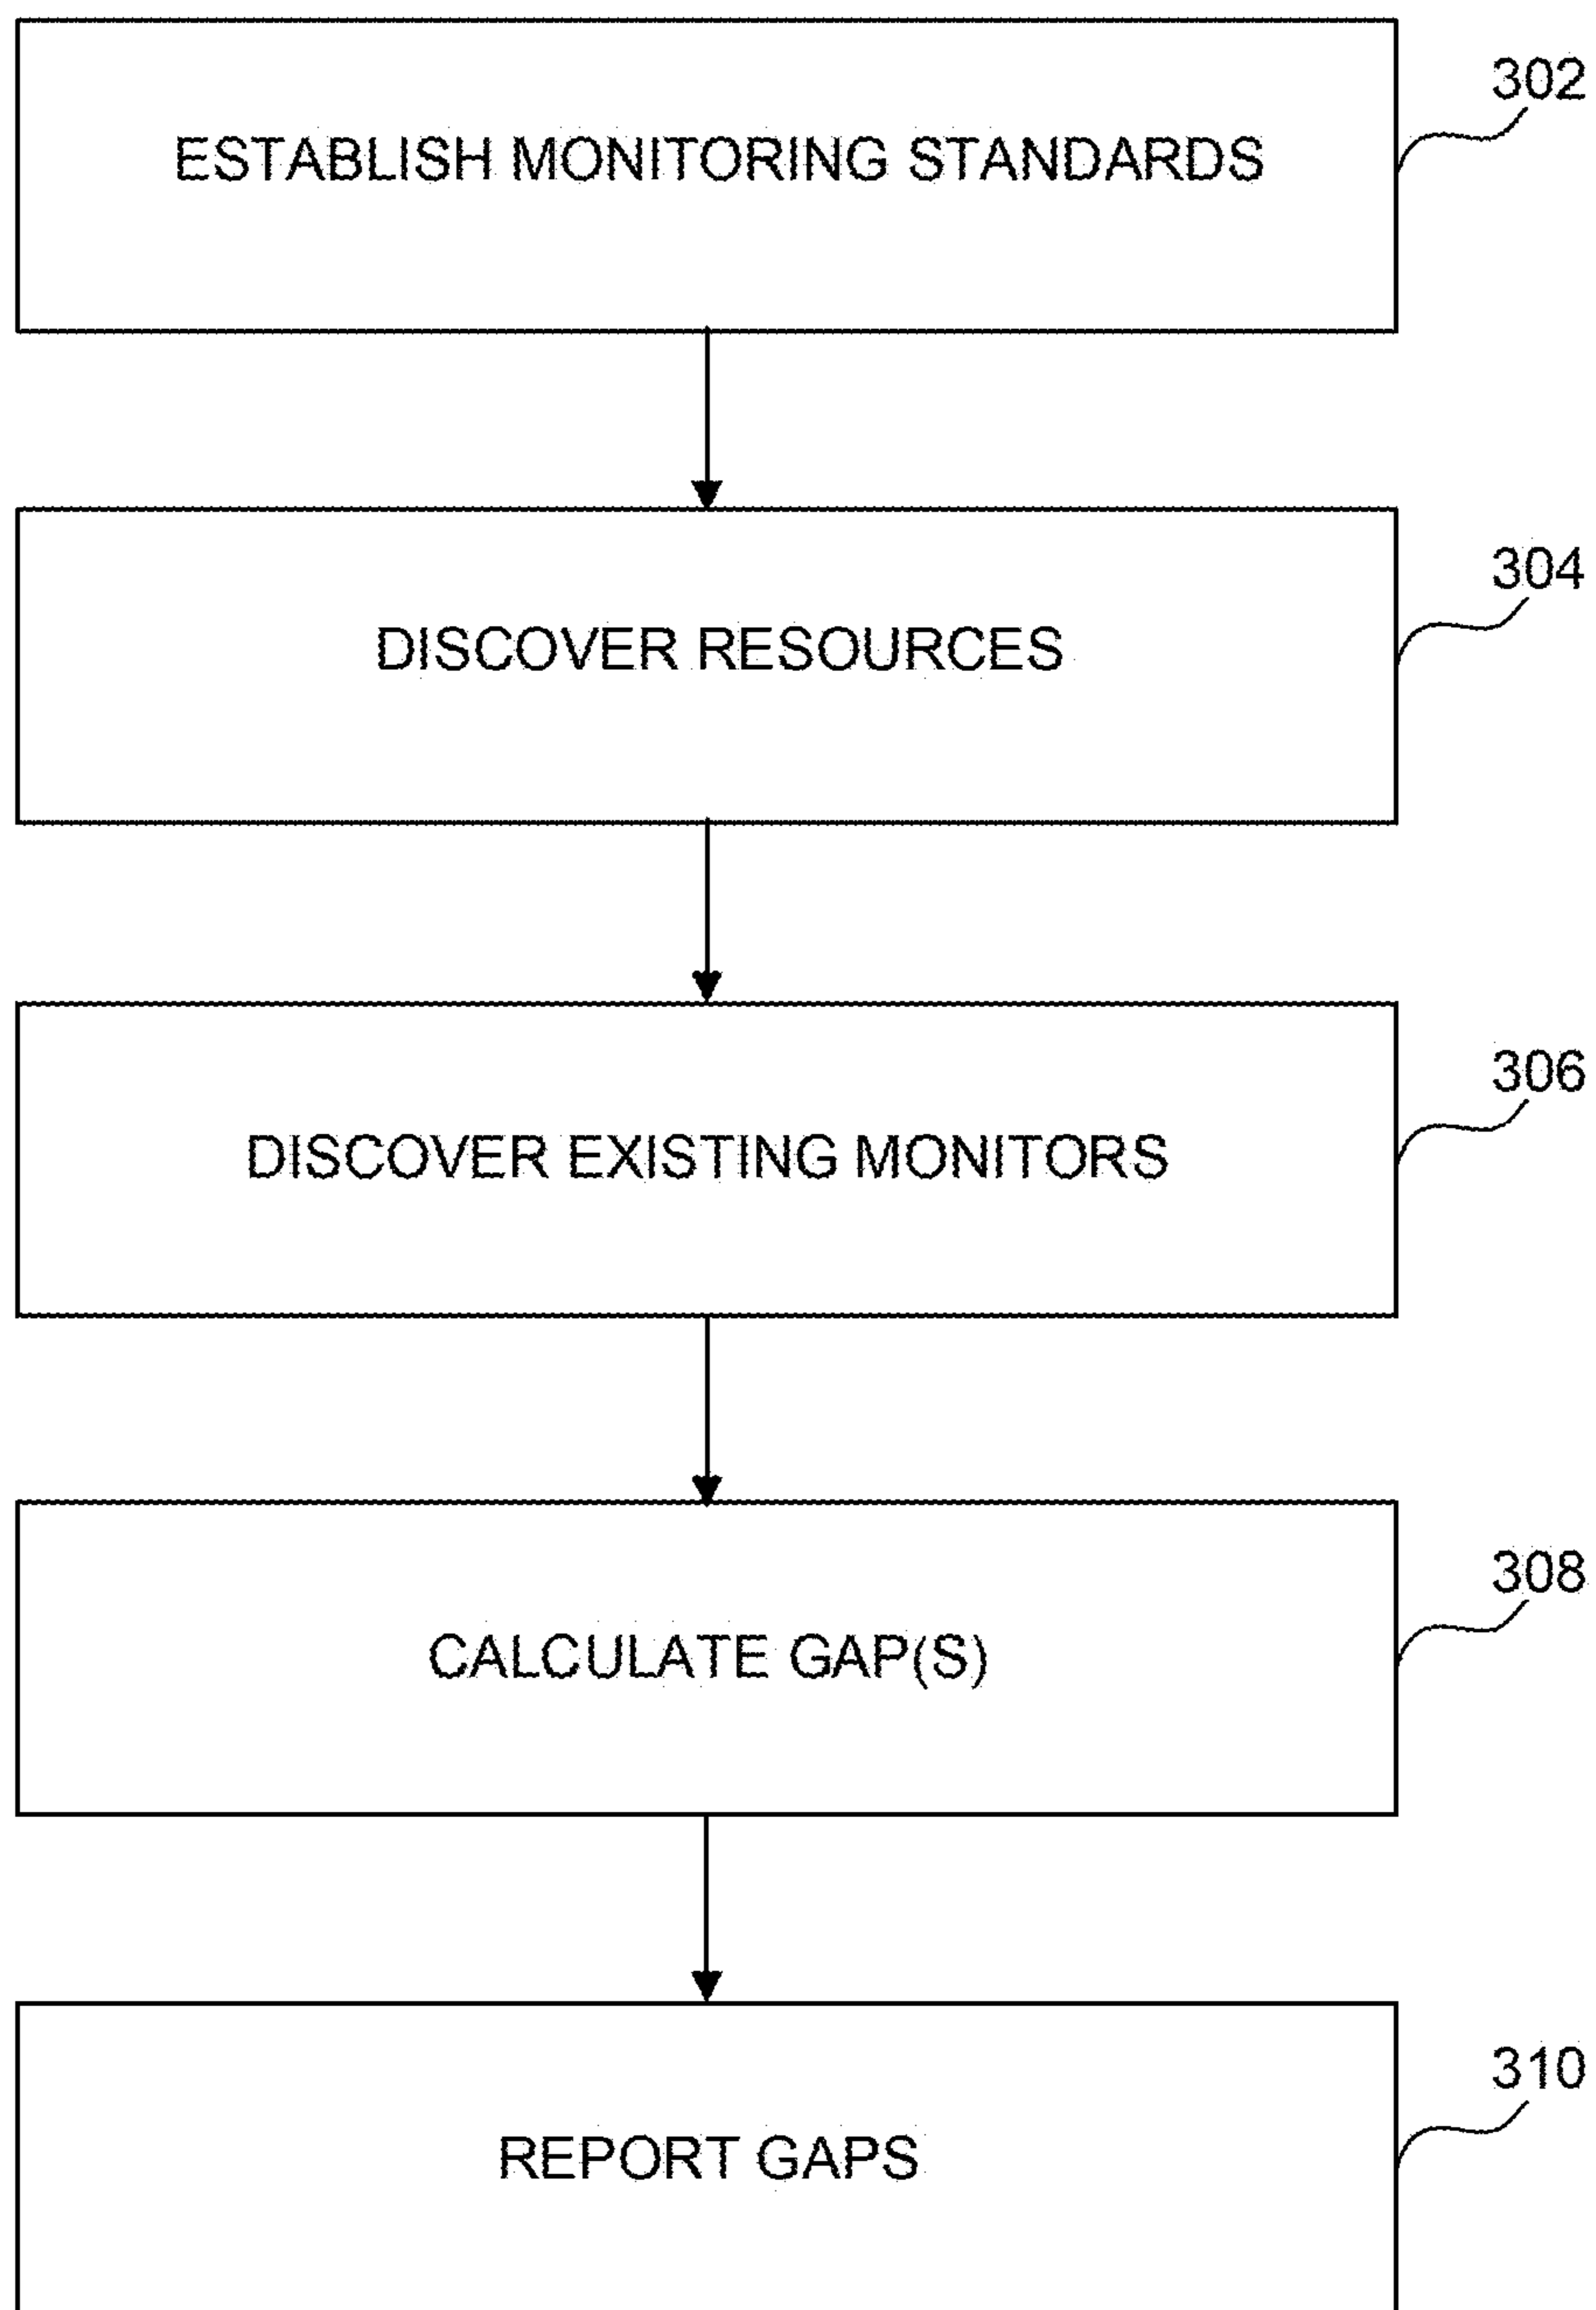 302
ESTABLISH MONITORING STANDARDS
304
DISCOVER RESOURCES
306
DISCOVER EXISTING MONITORS
308
CALCULATE GAP(S)
310
REPORT GAPS